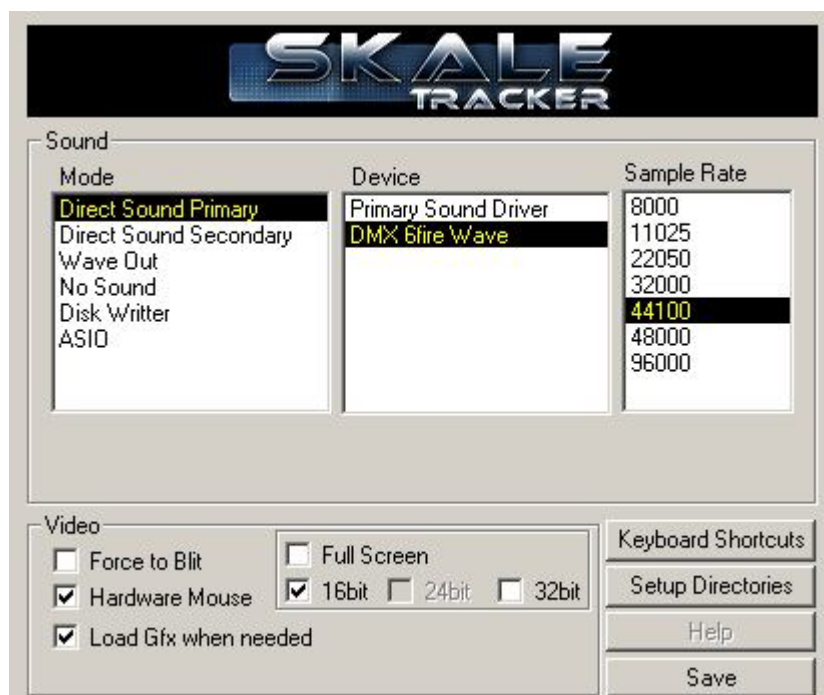 SKALE
TRACKER
Sound
Mode
Direct Sound Primary
Direct Sound Secondary
Wave Out
No Sound
Disk Writter
ASIO
Device
Primary Sound Driver
DMX 6fire Wave
Sample Rate
8000
11025
22050
32000
44100
48000
96000
Video
Force to Blit
Hardware Mouse
Load Gfx when needed
Full Screen
16bit 24bit 32bit
Keyboard Shortcuts
Setup Directories
Help
Save